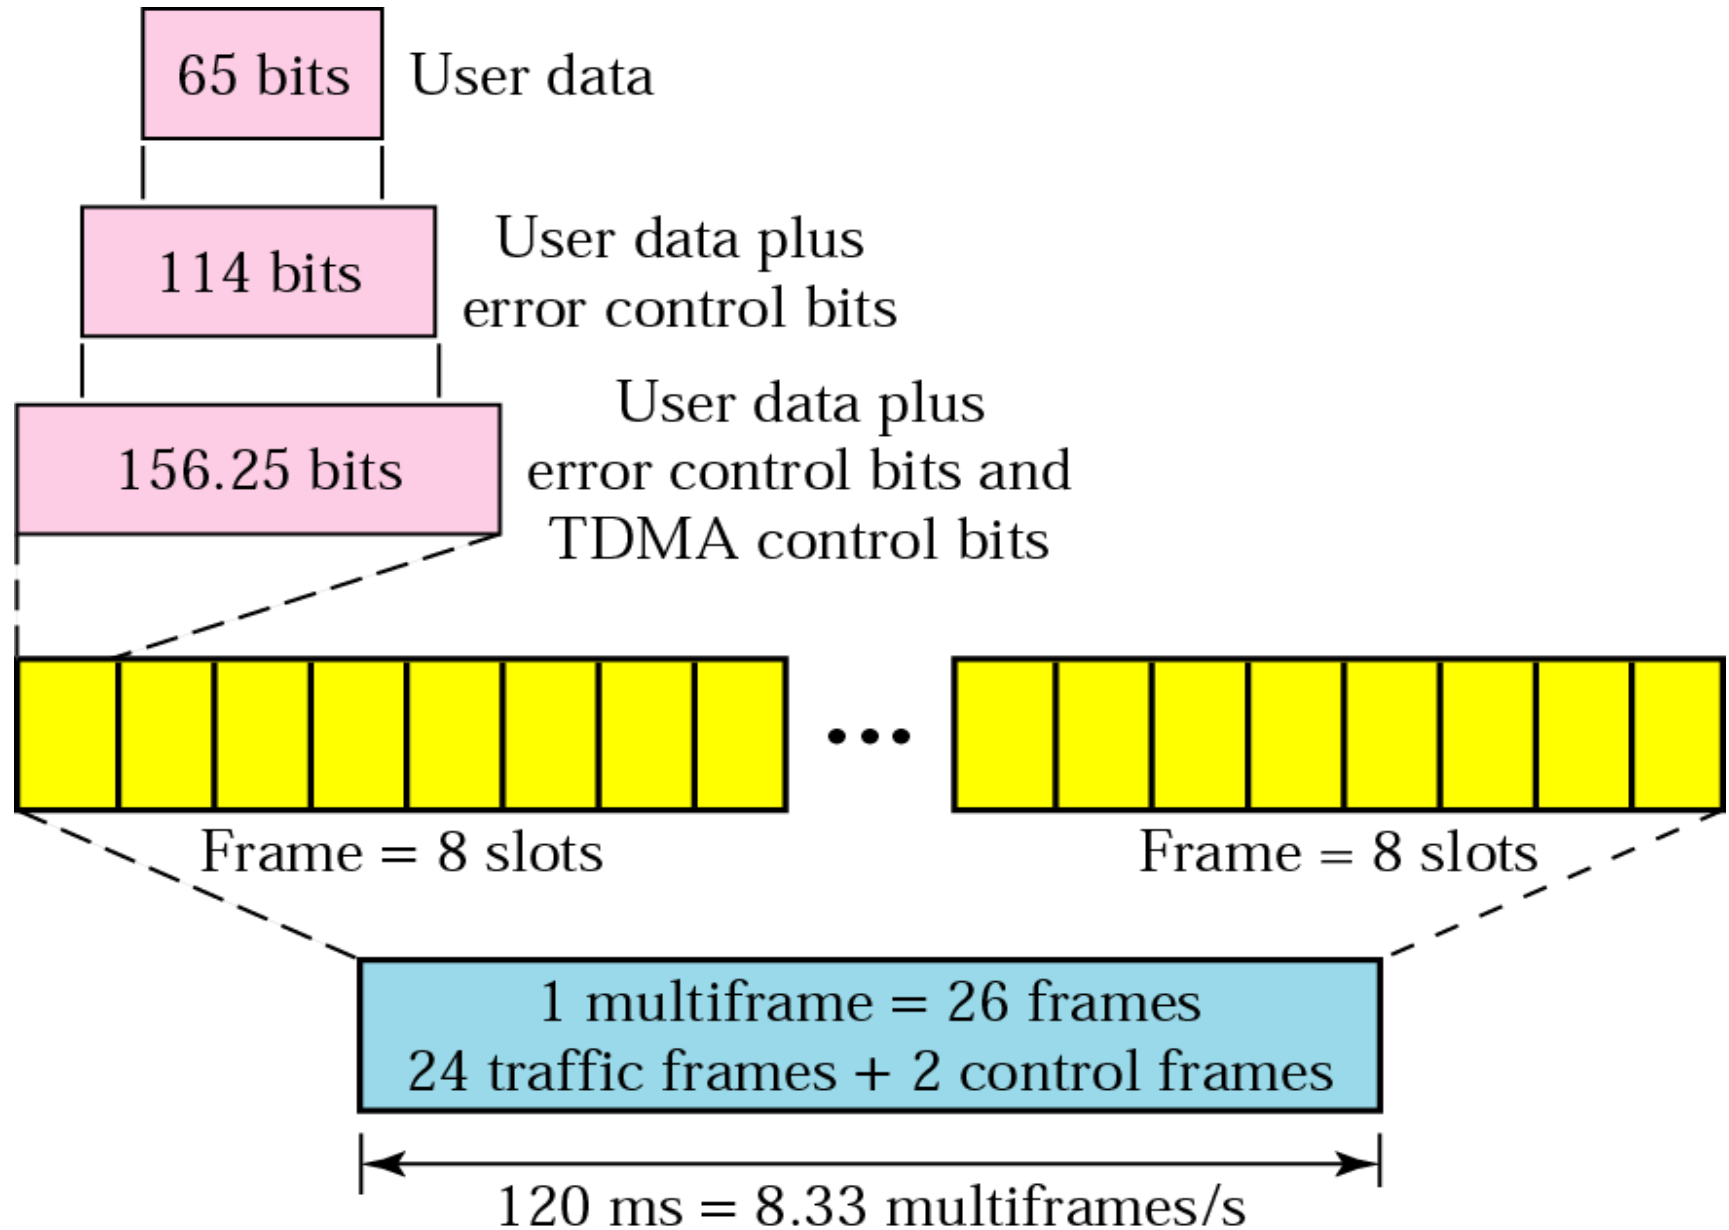 65 bits
User data
114 bits
User data plus
error control bits
156.25 bits
User data plus
error control bits and
TDMA control bits
Frame = 8 slots
Frame = 8 slots
1 multiframe = 26 frames
24 traffic frames + 2 control frames
120 ms = 8.33 multiframes/s